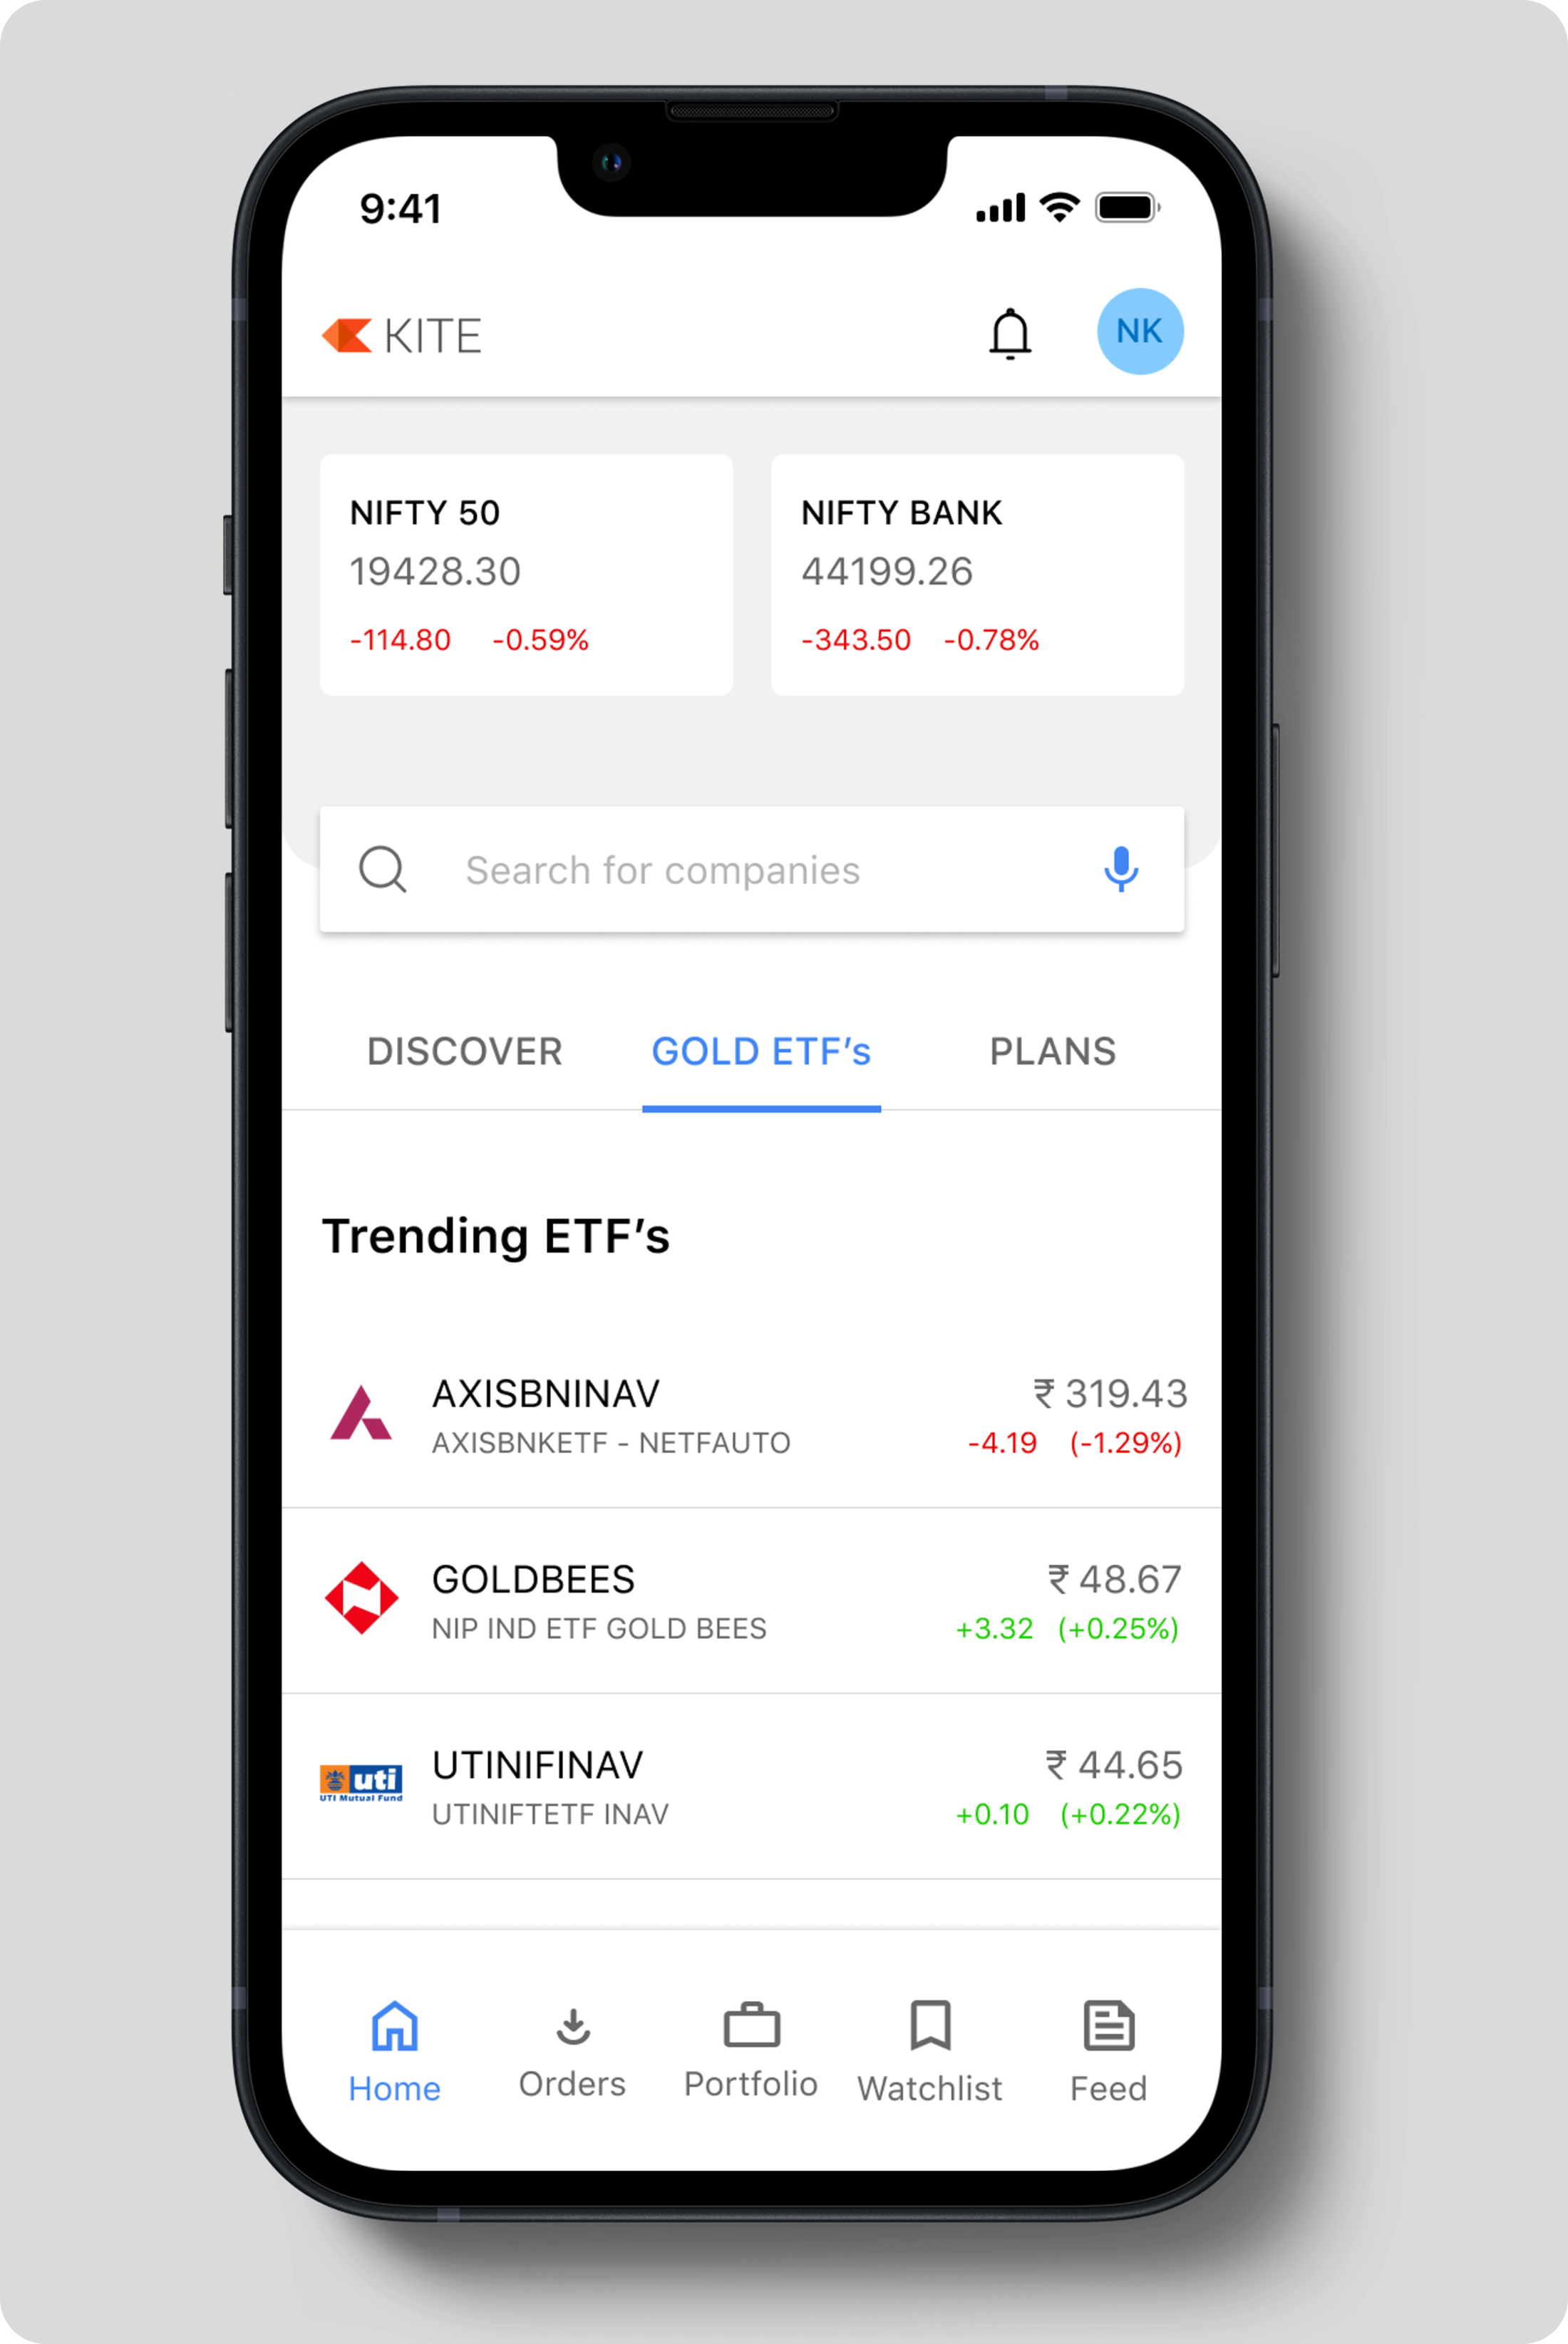 9:41
KITE
NK
NIFTY 50
19428.30
-114.80 -0.59%
NIFTY BANK
44199.26
-343.50 -0.78%
Search for companies
DISCOVER GOLD ETF’s PLANS
Trending ETF’s
AXISBNINAV
₹ 319.43
AXISBNKETF - NETFAUTO
-4.19 (-1.29%)
GOLDBEES
₹ 48.67
NIP IND ETF GOLD BEES
+3.32 (+0.25%)
uti
UTI Mutual Fund
UTINIFINAV
₹ 44.65
UTINIFTETF INAV
+0.10 (+0.22%)
Home Orders Portfolio Watchlist Feed